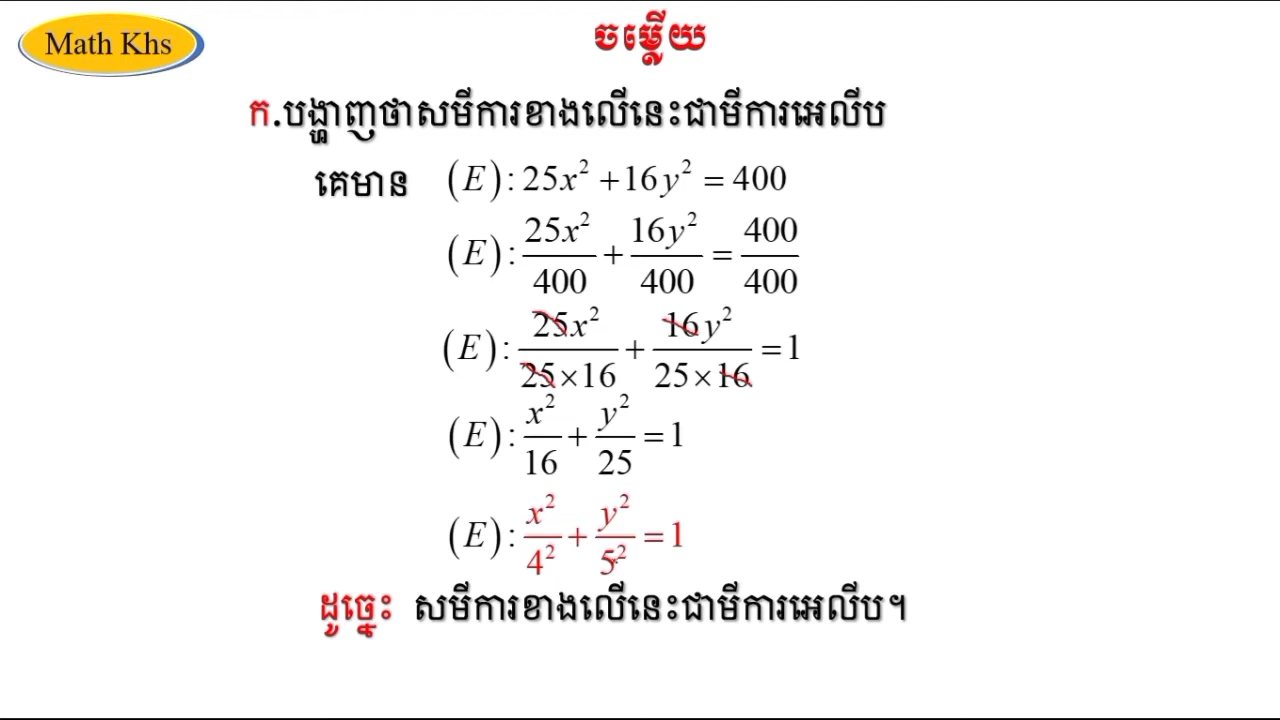 Math Khs
ចម្លើយ
ក.បង្ហាញថាសមីការខាងលើនេះជាមីការអេលីប
គេមាន (E): 25x² + 16y² = 400
(E): 25x²/400 + 16y²/400 = 400/400
(E): 25x²/25×16 + 16y²/25×16 = 1
(E): x²/16 + y²/25 = 1
(E): x²/4² + y²/5² = 1
ដូច្នេះ សមីការខាងលើនេះជាមីការអេលីប។